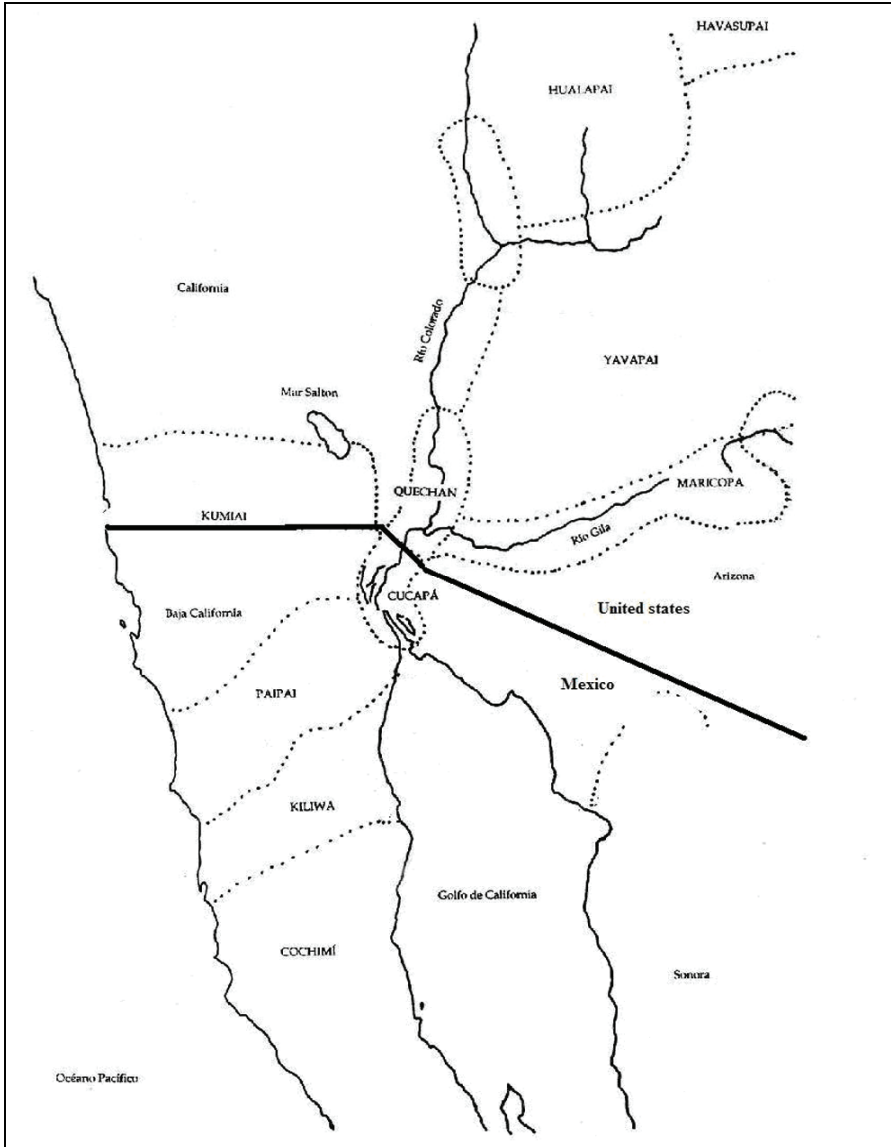 HAVASUPAI
HUALAPAI
California
Río Colorado
YAVAPAI
Mar Salton
QUECHAN
MARICOPA
KUMIAI
Río Gila
Arizona
CUCAPÁ
United states
Baja California
Mexico
PAIPAI
KILIWA
Golfo de California
COCHIMÍ
Sonora
Océano Pacífico